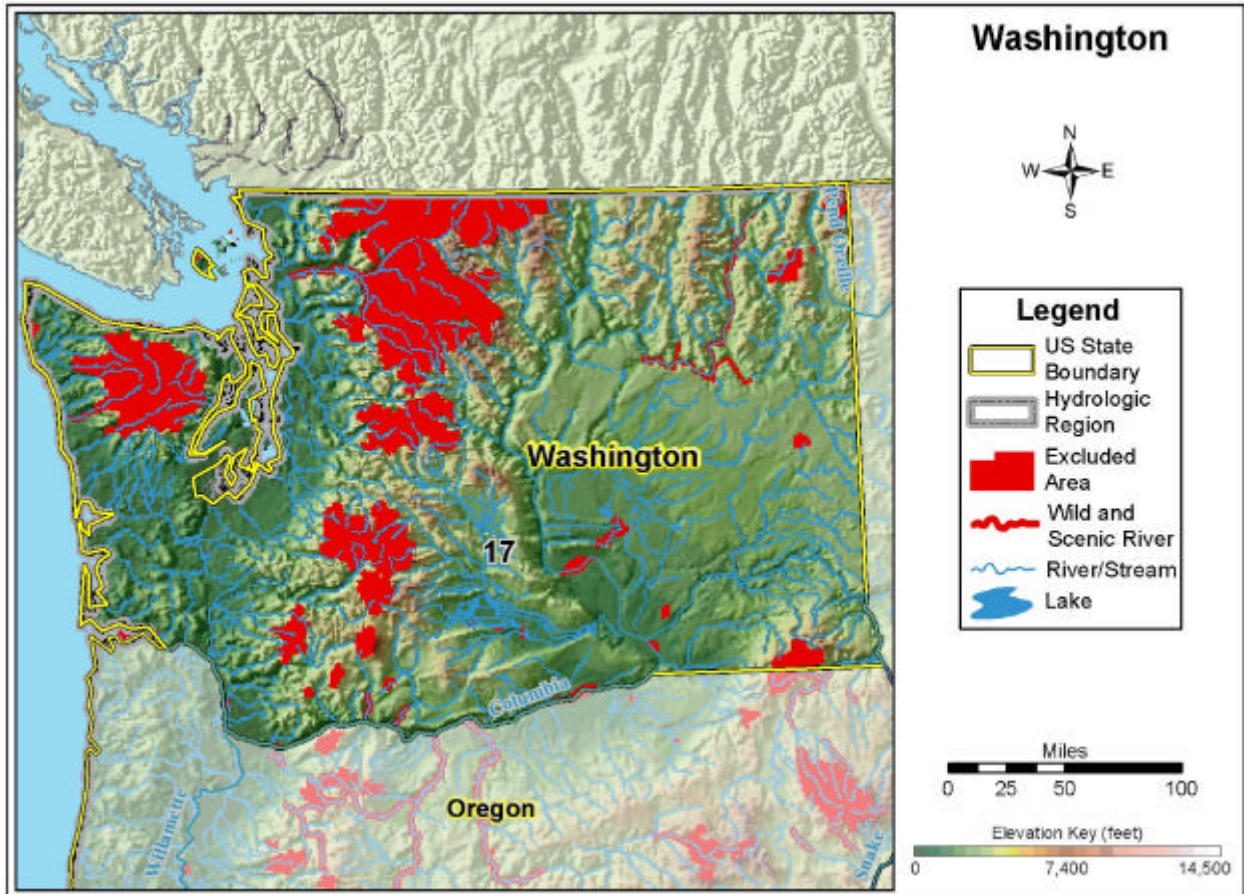 Washington
N
W E
S
Legend
US State
Boundary
Hydrologic
Region
Excluded
Area
Wild and
Scenic River
River/Stream
Lake
Miles
0 25 50 100
Elevation Key (feet)
0 7,400 14,500
Pend Oreille
Washington
17
Columbia
Oregon
Willamette
Snake